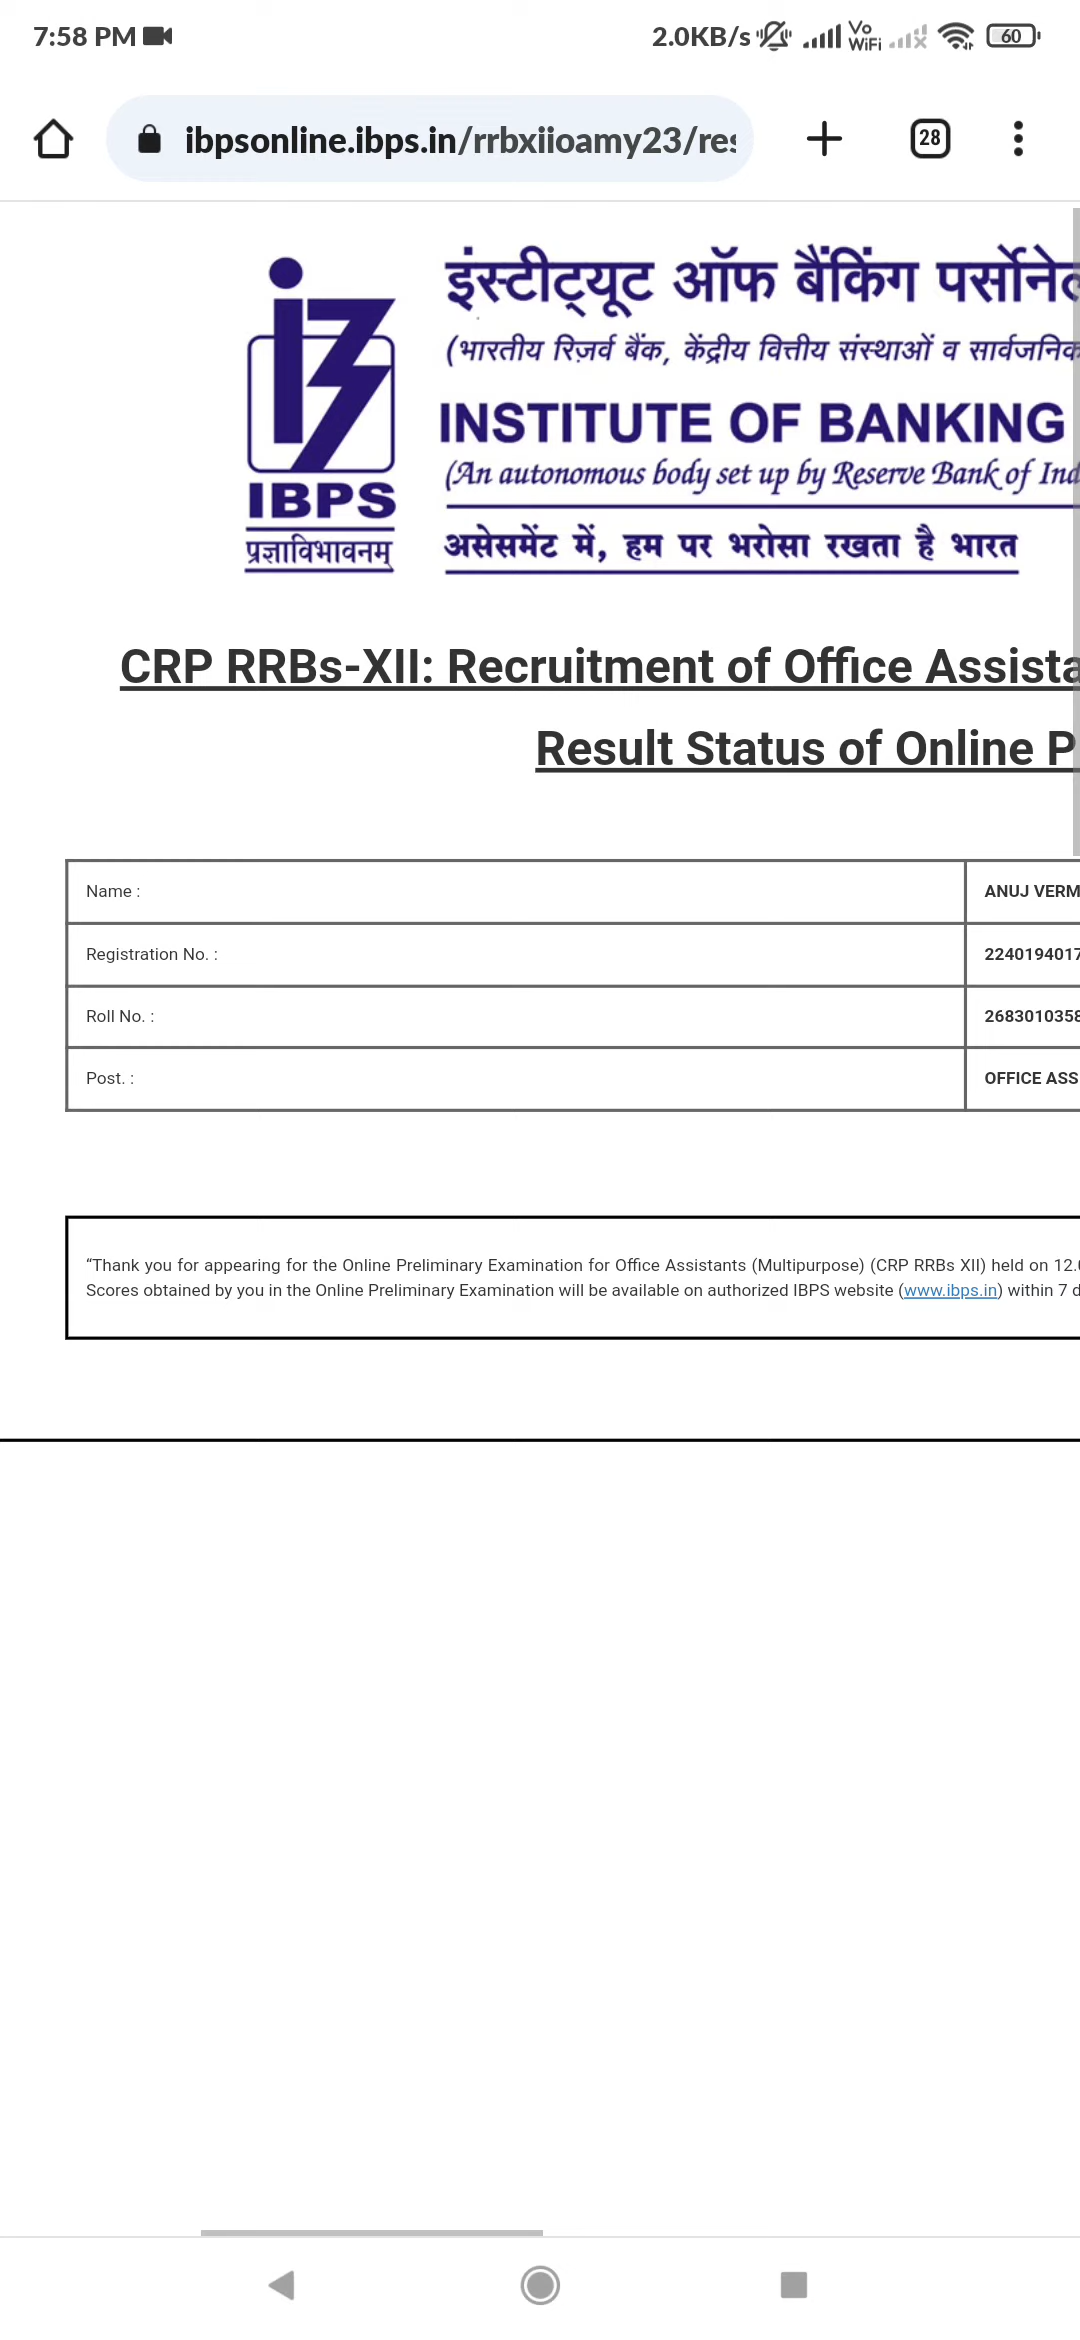 7:58 PM
2.0KB/s Vo WiFi 60
ibpsonline.ibps.in/rrbxiioamy23/res
28
इंस्टीट्यूट ऑफ बैंकिंग पर्सोनेल
(भारतीय रिज़र्व बैंक, केंद्रीय वित्तीय संस्थाओं व सार्वजनिक
INSTITUTE OF BANKING
(An autonomous body set up by Reserve Bank of Ind
IBPS
प्रज्ञाविभावनम्
असेसमेंट में, हम पर भरोसा रखता है भारत
CRP RRBs-XII: Recruitment of Office Assista
Result Status of Online P
Name : ANUJ VERM
Registration No. : 2240194017
Roll No. : 2683010358
Post. : OFFICE ASS
“Thank you for appearing for the Online Preliminary Examination for Office Assistants (Multipurpose) (CRP RRBs XII) held on 12.0
Scores obtained by you in the Online Preliminary Examination will be available on authorized IBPS website (www.ibps.in) within 7 d